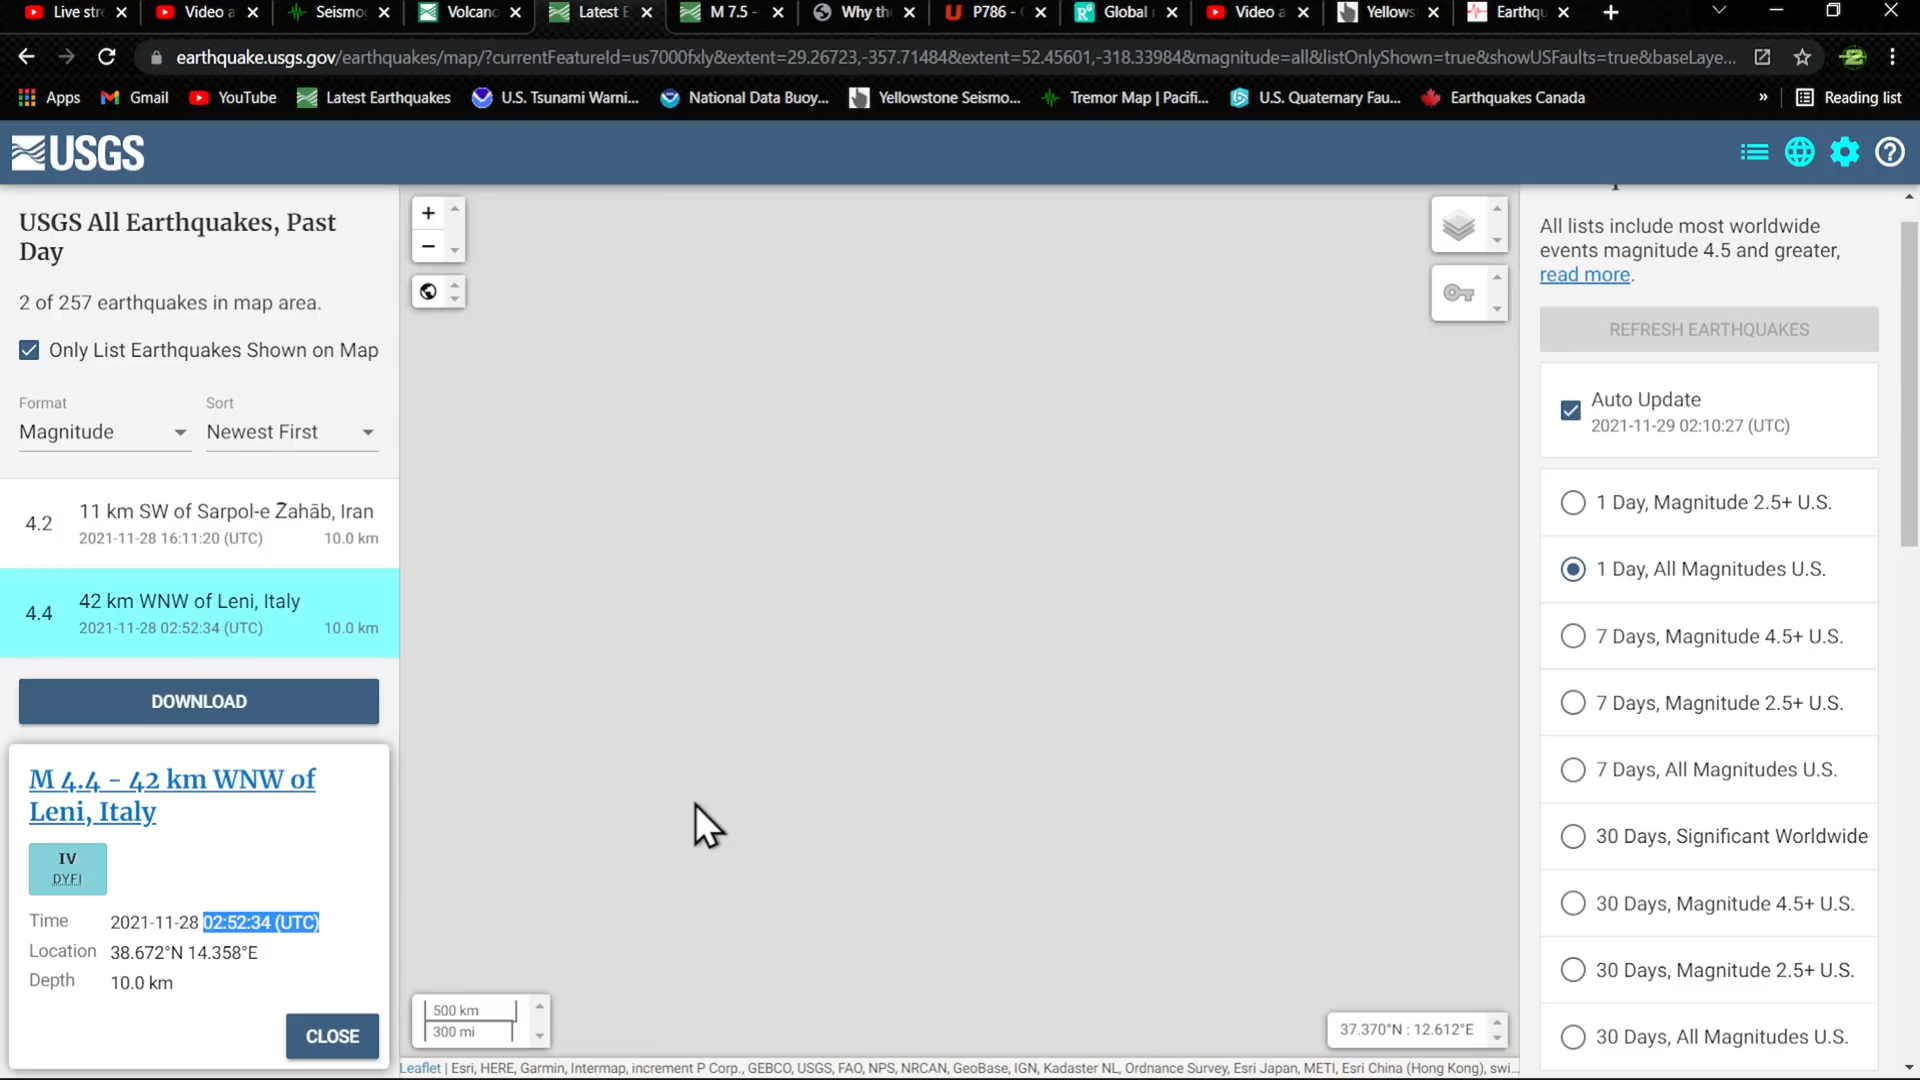 Live stre
Video a
Seismo
Volcano
Latest E
M 7.5 -
Why th
P786 -
Global
Video a
Yellows
Earthqu
earthquake.usgs.gov/earthquakes/map/?currentFeatureId=us7000fxly&extent=29.26723,-357.71484&extent=52.45601,-318.33984&magnitude=all&listOnlyShown=true&showUSFaults=true&baseLaye...
Apps
Gmail
YouTube
Latest Earthquakes
U.S. Tsunami Warni...
National Data Buoy...
Yellowstone Seismo...
Tremor Map | Pacifi...
U.S. Quaternary Fau...
Earthquakes Canada
»
Reading list
USGS
USGS All Earthquakes, Past
Day
2 of 257 earthquakes in map area.
Only List Earthquakes Shown on Map
Format
Sort
Magnitude
Newest First
4.2
11 km SW of Sarpol-e Z̄ahāb, Iran
2021-11-28 16:11:20 (UTC)
10.0 km
4.4
42 km WNW of Leni, Italy
2021-11-28 02:52:34 (UTC)
10.0 km
DOWNLOAD
M 4.4 - 42 km WNW of
Leni, Italy
IV
DYFI
Time
2021-11-28 02:52:34 (UTC)
Location
38.672°N 14.358°E
Depth
10.0 km
CLOSE
+
−
500 km
300 mi
37.370°N : 12.612°E
Leaflet | Esri, HERE, Garmin, Intermap, increment P Corp., GEBCO, USGS, FAO, NPS, NRCAN, GeoBase, IGN, Kadaster NL, Ordnance Survey, Esri Japan, METI, Esri China (Hong Kong), swi...
All lists include most worldwide
events magnitude 4.5 and greater,
read more.
REFRESH EARTHQUAKES
Auto Update
2021-11-29 02:10:27 (UTC)
1 Day, Magnitude 2.5+ U.S.
1 Day, All Magnitudes U.S.
7 Days, Magnitude 4.5+ U.S.
7 Days, Magnitude 2.5+ U.S.
7 Days, All Magnitudes U.S.
30 Days, Significant Worldwide
30 Days, Magnitude 4.5+ U.S.
30 Days, Magnitude 2.5+ U.S.
30 Days, All Magnitudes U.S.